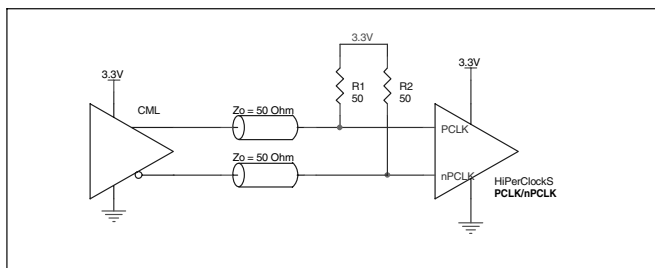 3.3V
3.3V
CML
Zo = 50 Ohm
R1
50
R2
50
3.3V
PCLK
Zo = 50 Ohm
nPCLK
HiPerClockS
PCLK/nPCLK